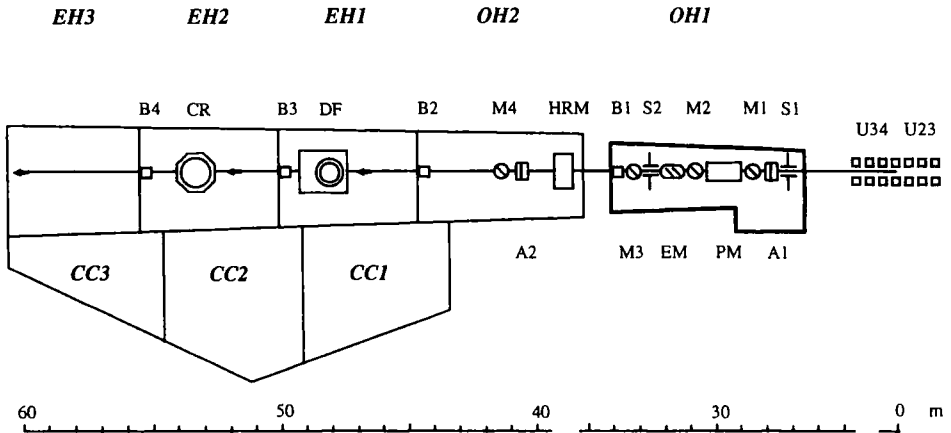 EH3 EH2 EH1 OH2 OH1
B4 CR B3 DF B2 M4 HRM B1 S2 M2 M1 S1
U34 U23
A2 M3 EM PM A1
CC3 CC2 CC1
60 50 40 30 0 m